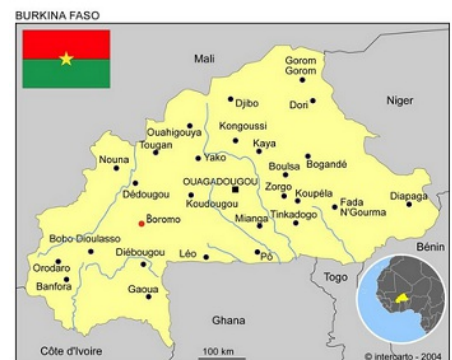 BURKINA FASO
Mali
Gorom
Gorom
Djibo
Dori
Niger
Ouahigouya
Kongoussi
Tougan
Kaya
Nouna
Yako
Boulsa
Bogandé
OUAGADOUGOU
Dédougou
Zorgo
Koupéla
Diapaga
Koudougou
Fada
N'Gourma
Boromo
Mianga
Tinkadogo
Bobo Dioulasso
Bénin
Diébougou
Léo
Pô
Orodaro
Togo
Banfora
Gaoua
Ghana
Côte d'Ivoire
100 km
© intercarto - 2004